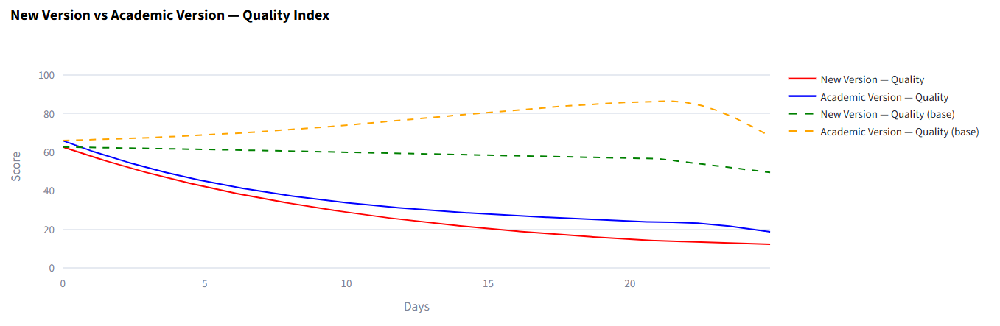 New Version vs Academic Version — Quality Index
100
80
60
40
20
0
Score
0 5 10 15 20
Days
New Version — Quality
Academic Version — Quality
New Version — Quality (base)
Academic Version — Quality (base)